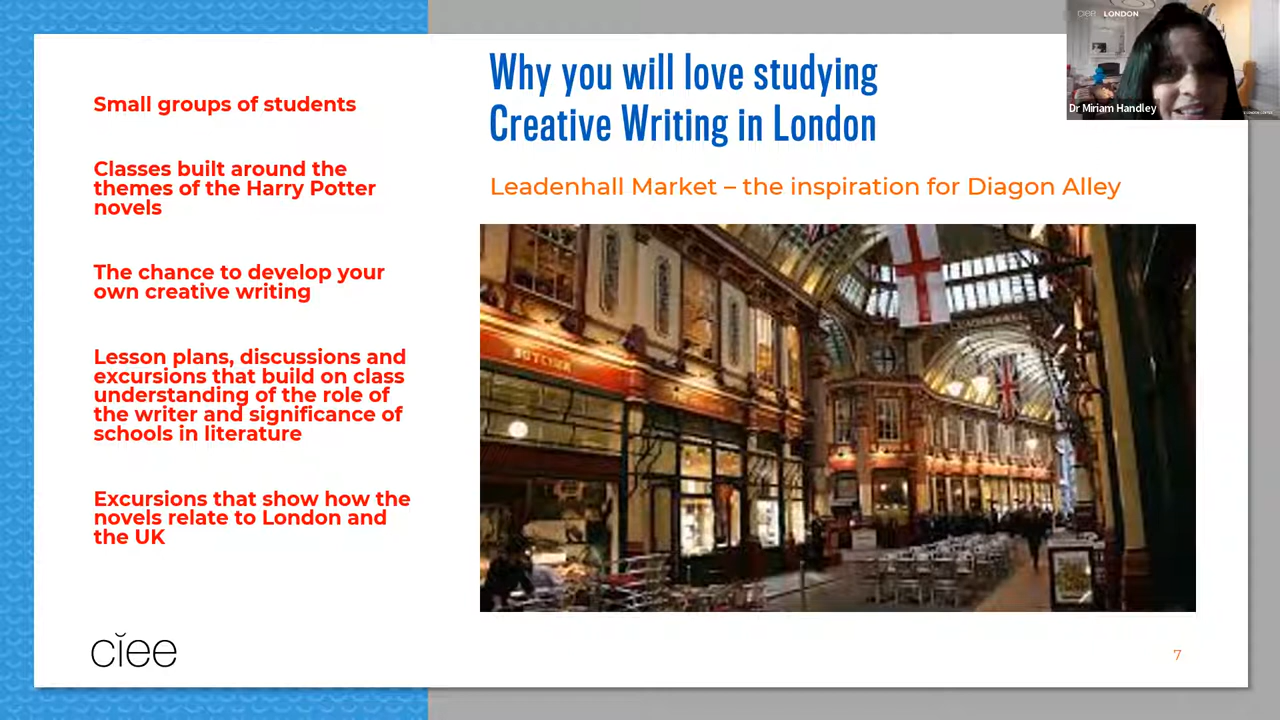 Why you will love studying
Creative Writing in London
Leadenhall Market – the inspiration for Diagon Alley
Small groups of students
Classes built around the
themes of the Harry Potter
novels
The chance to develop your
own creative writing
Lesson plans, discussions and
excursions that build on class
understanding of the role of
the writer and significance of
schools in literature
Excursions that show how the
novels relate to London and
the UK
BUTCHER
ciee
7
ciee LONDON
Dr Miriam Handley